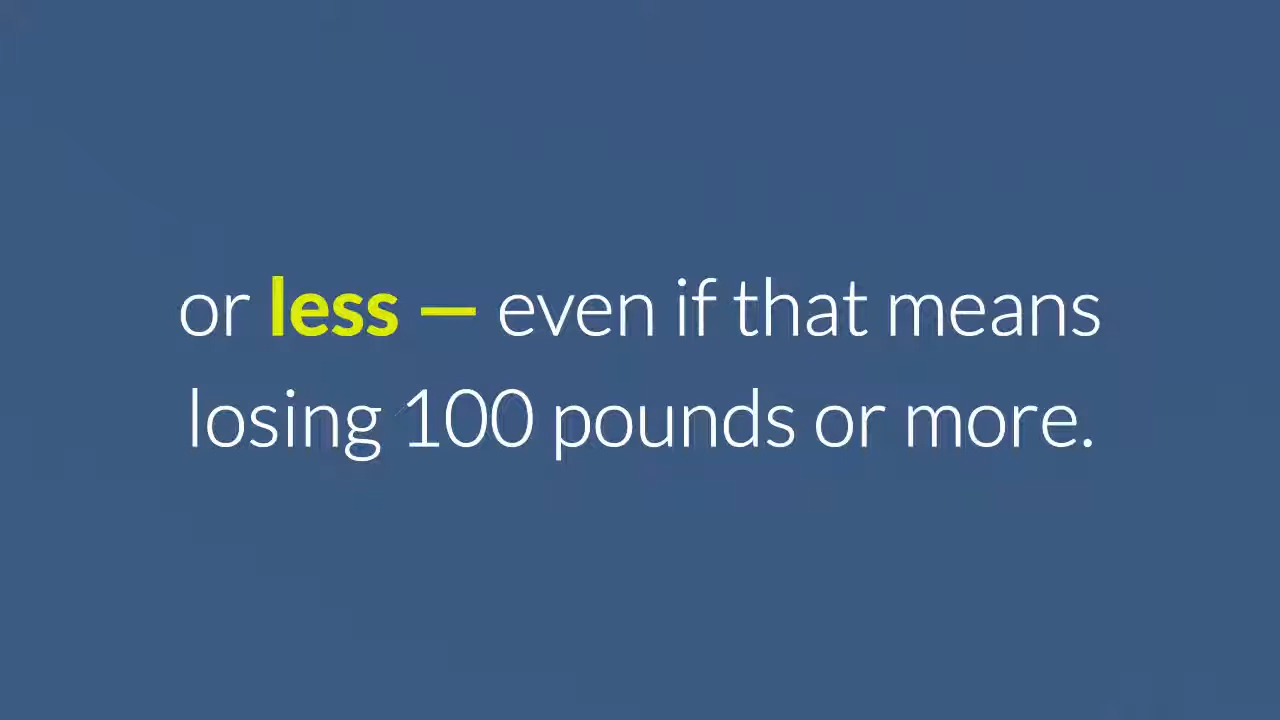 or less — even if that means
losing 100 pounds or more.